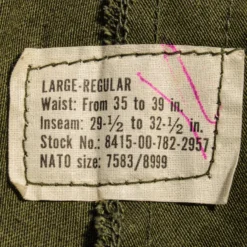 LARGE-REGULAR
Waist: From 35 to 39 in.
Inseam: 29-½ to 32-½ in.
Stock No.: 8415-00-782-2957
NATO size: 7583/8999